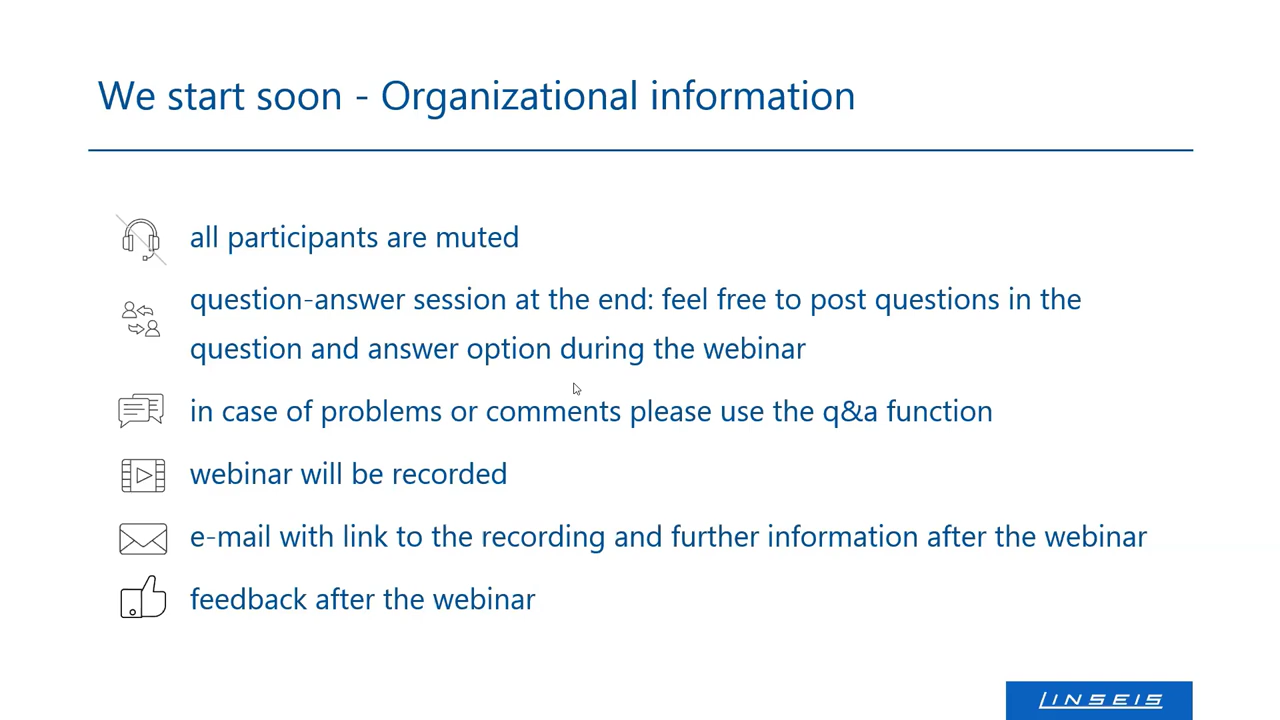 We start soon - Organizational information
all participants are muted
question-answer session at the end: feel free to post questions in the
question and answer option during the webinar
in case of problems or comments please use the q&a function
webinar will be recorded
e-mail with link to the recording and further information after the webinar
feedback after the webinar
LINSEIS